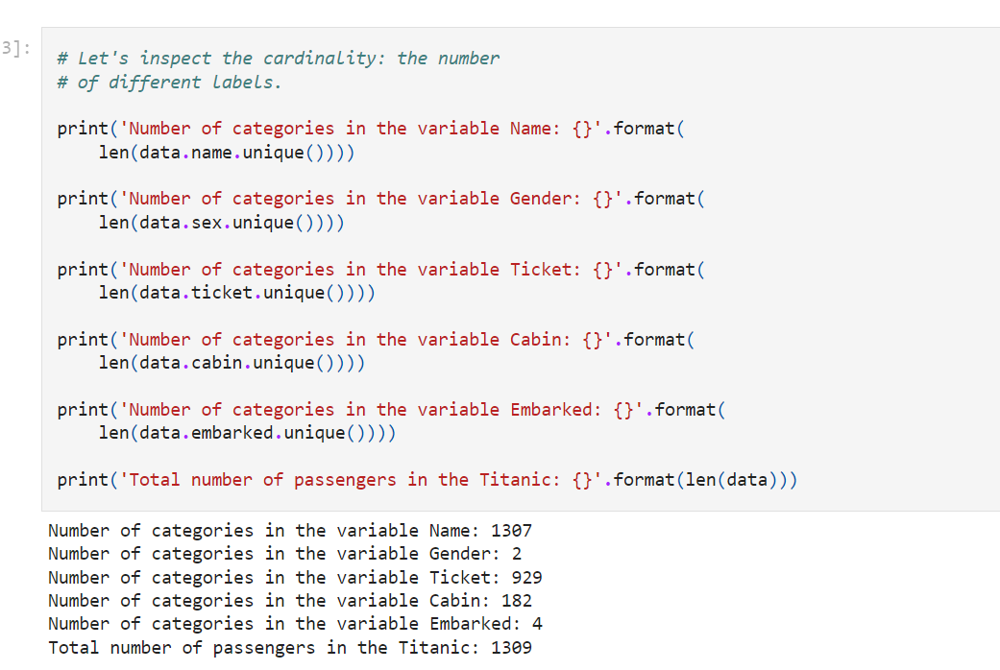 3]:
# Let's inspect the cardinality: the number
# of different labels.
print('Number of categories in the variable Name: {}'.format(
len(data.name.unique())))
print('Number of categories in the variable Gender: {}'.format(
len(data.sex.unique())))
print('Number of categories in the variable Ticket: {}'.format(
len(data.ticket.unique())))
print('Number of categories in the variable Cabin: {}'.format(
len(data.cabin.unique())))
print('Number of categories in the variable Embarked: {}'.format(
len(data.embarked.unique())))
print('Total number of passengers in the Titanic: {}'.format(len(data)))
Number of categories in the variable Name: 1307
Number of categories in the variable Gender: 2
Number of categories in the variable Ticket: 929
Number of categories in the variable Cabin: 182
Number of categories in the variable Embarked: 4
Total number of passengers in the Titanic: 1309